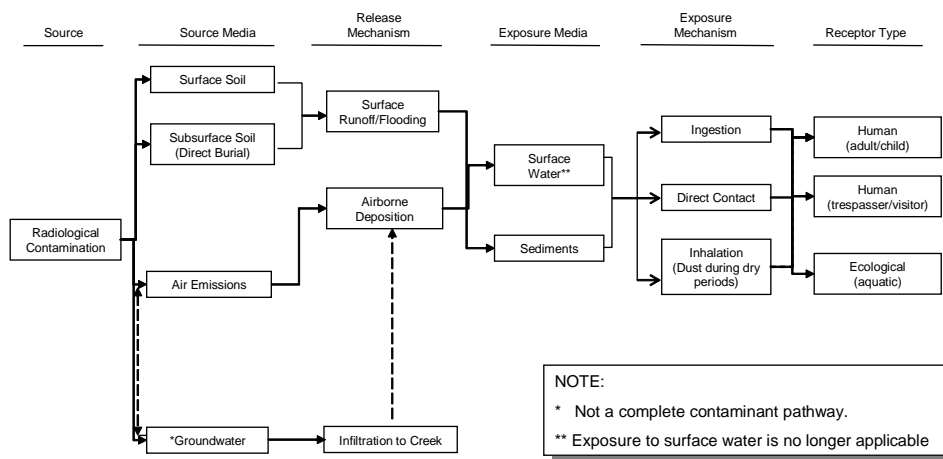 Source
Source Media
Release
Mechanism
Exposure Media
Exposure
Mechanism
Receptor Type
Surface Soil
Subsurface Soil
(Direct Burial)
Surface
Runoff/Flooding
Ingestion
Human
(adult/child)
Surface
Water**
Radiological
Contamination
Airborne
Deposition
Direct Contact
Human
(trespasser/visitor)
Sediments
Air Emissions
Inhalation
(Dust during dry
periods)
Ecological
(aquatic)
*Groundwater
Infiltration to Creek
NOTE:
* Not a complete contaminant pathway.
** Exposure to surface water is no longer applicable